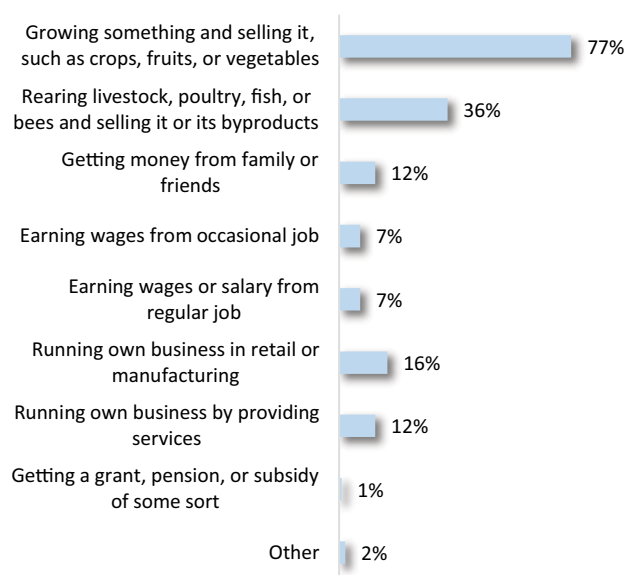 Growing something and selling it,
such as crops, fruits, or vegetables
77%
Rearing livestock, poultry, fish, or
bees and selling it or its byproducts
36%
Getting money from family or
friends
12%
Earning wages from occasional job
7%
Earning wages or salary from
regular job
7%
Running own business in retail or
manufacturing
16%
Running own business by providing
services
12%
Getting a grant, pension, or subsidy
of some sort
1%
Other
2%